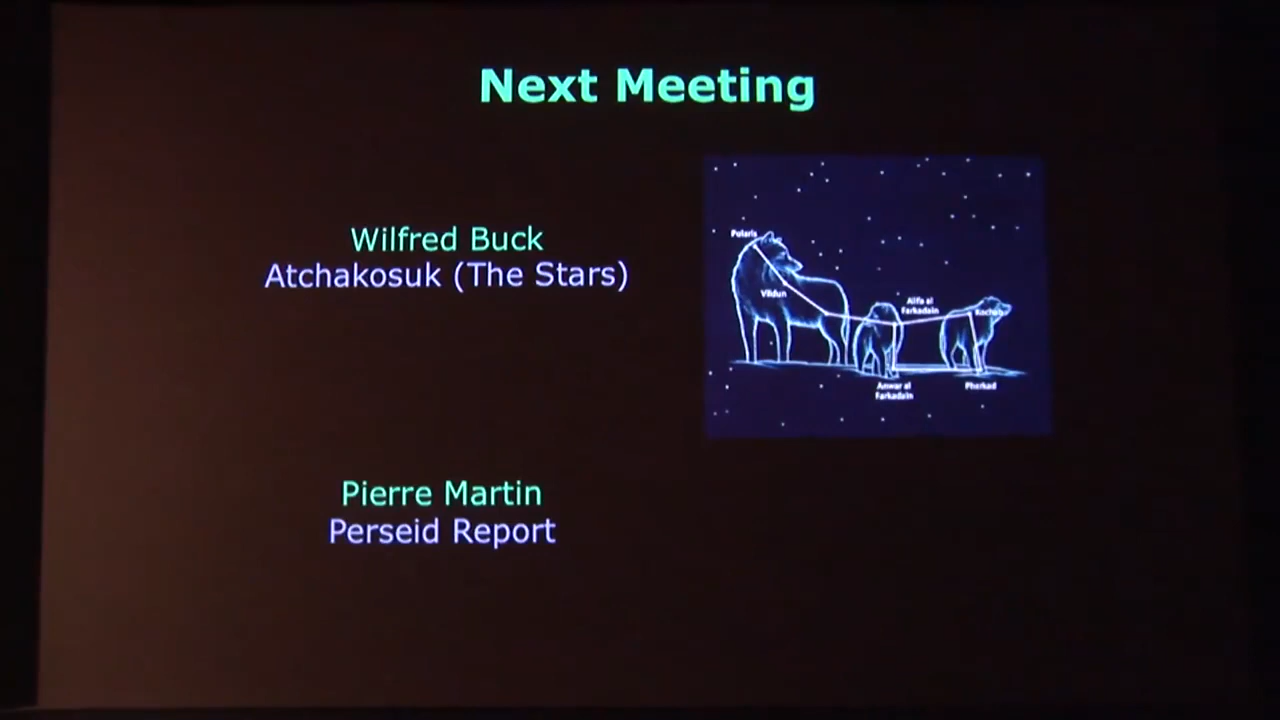 Next Meeting
Wilfred Buck
Atchakosuk (The Stars)
Polaris
Yildun
Alifa al
Farkadain
Kochab
Anwar al
Farkadain
Pherkad
Pierre Martin
Perseid Report